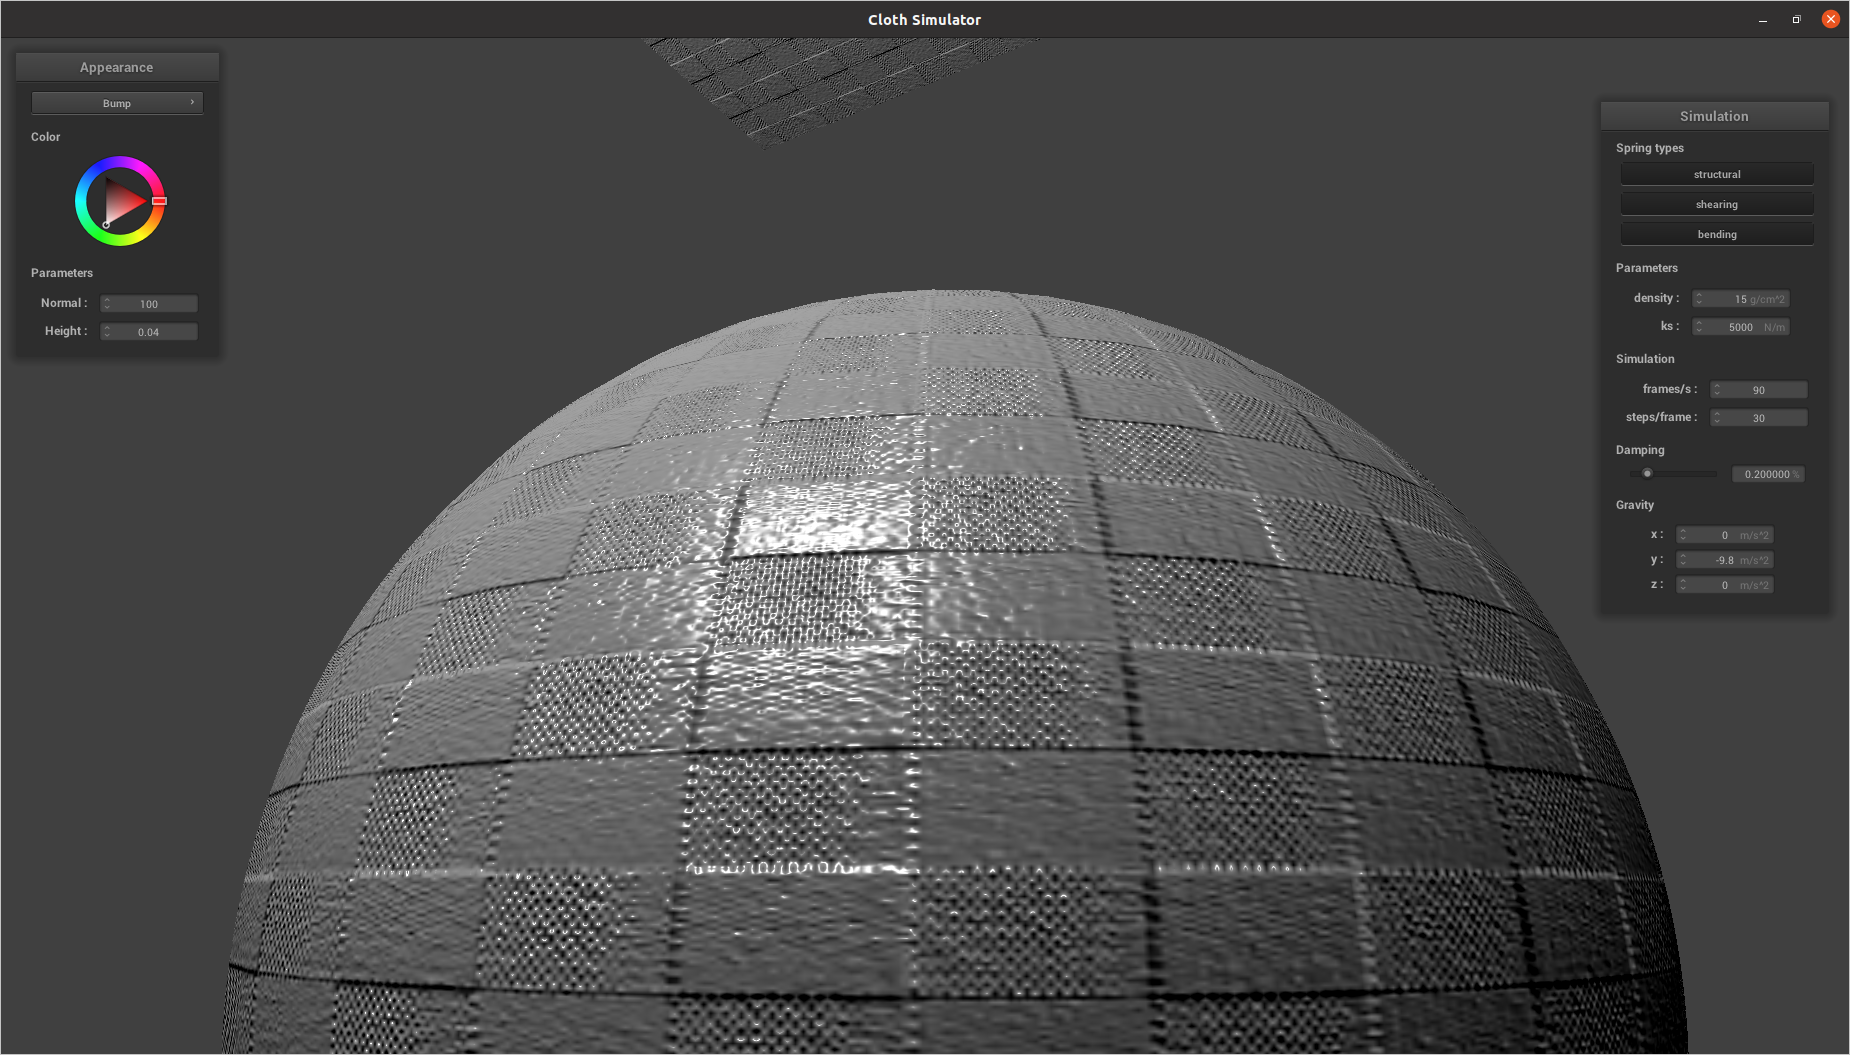 Cloth Simulator
Appearance
Bump
Color
Parameters
Normal : 100
Height : 0.04
Simulation
Spring types
structural
shearing
bending
Parameters
density : 15 g/cm^2
ks : 5000 N/m
Simulation
frames/s : 90
steps/frame : 30
Damping
0.200000 %
Gravity
x : 0 m/s^2
y : -9.8 m/s^2
z : 0 m/s^2